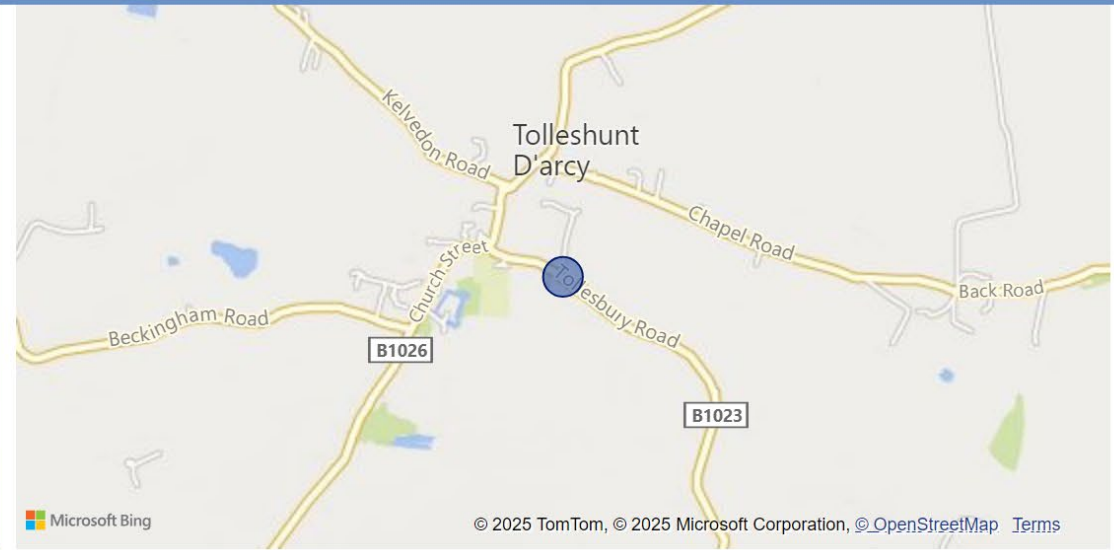 Kelvedon Road
Tolleshunt
D'arcy
Chapel Road
Church Street
Tollesbury Road
Back Road
Beckingham Road
B1026
B1023
Microsoft Bing
© 2025 TomTom, © 2025 Microsoft Corporation, © OpenStreetMap Terms